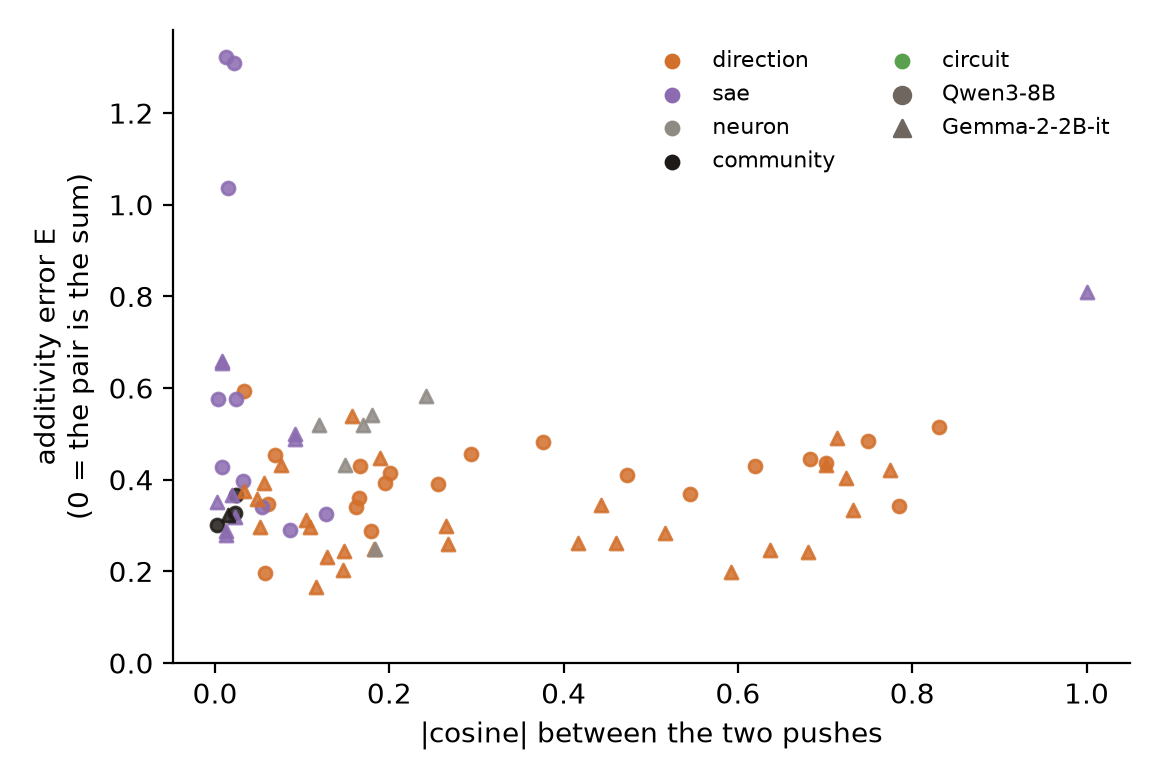 direction
sae
neuron
community
circuit
Qwen3-8B
Gemma-2-2B-it
additivity error E
(0 = the pair is the sum)
1.2
1.0
0.8
0.6
0.4
0.2
0.0
0.0 0.2 0.4 0.6 0.8 1.0
|cosine| between the two pushes